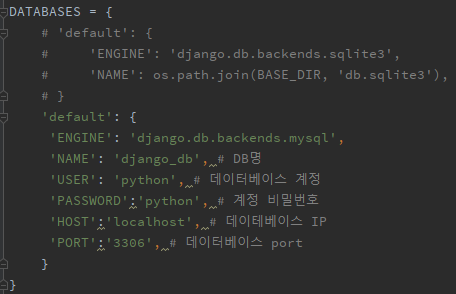 DATABASES = {
# 'default': {
#     'ENGINE': 'django.db.backends.sqlite3',
#     'NAME': os.path.join(BASE_DIR, 'db.sqlite3'),
# }
'default': {
'ENGINE': 'django.db.backends.mysql',
'NAME': 'django_db', # DB명
'USER': 'python', # 데이터베이스 계정
'PASSWORD':'python', # 계정 비밀번호
'HOST':'localhost', # 데이테베이스 IP
'PORT':'3306', # 데이터베이스 port
}
}